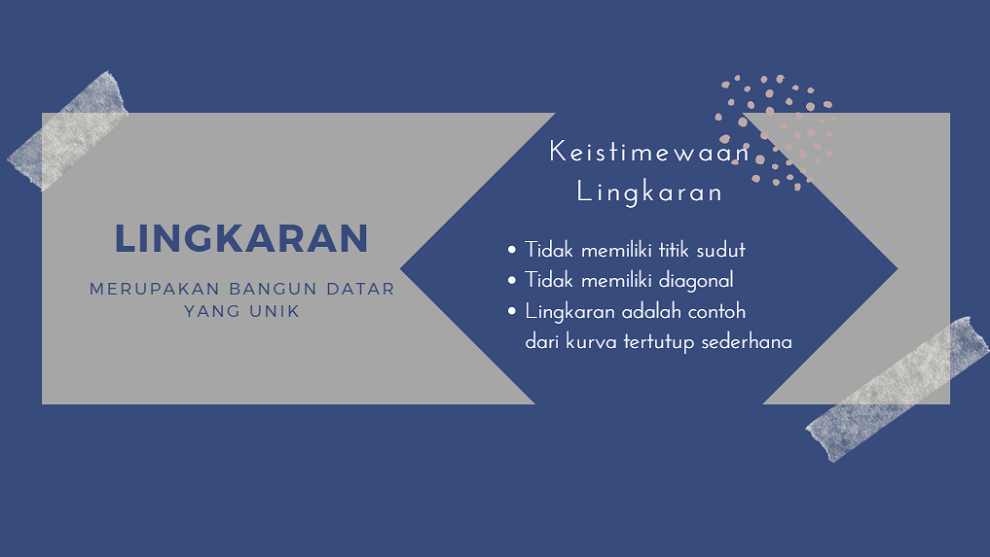 LINGKARAN
MERUPAKAN BANGUN DATAR
YANG UNIK
Keistimewaan
Lingkaran
• Tidak memiliki titik sudut
• Tidak memiliki diagonal
• Lingkaran adalah contoh
dari kurva tertutup sederhana